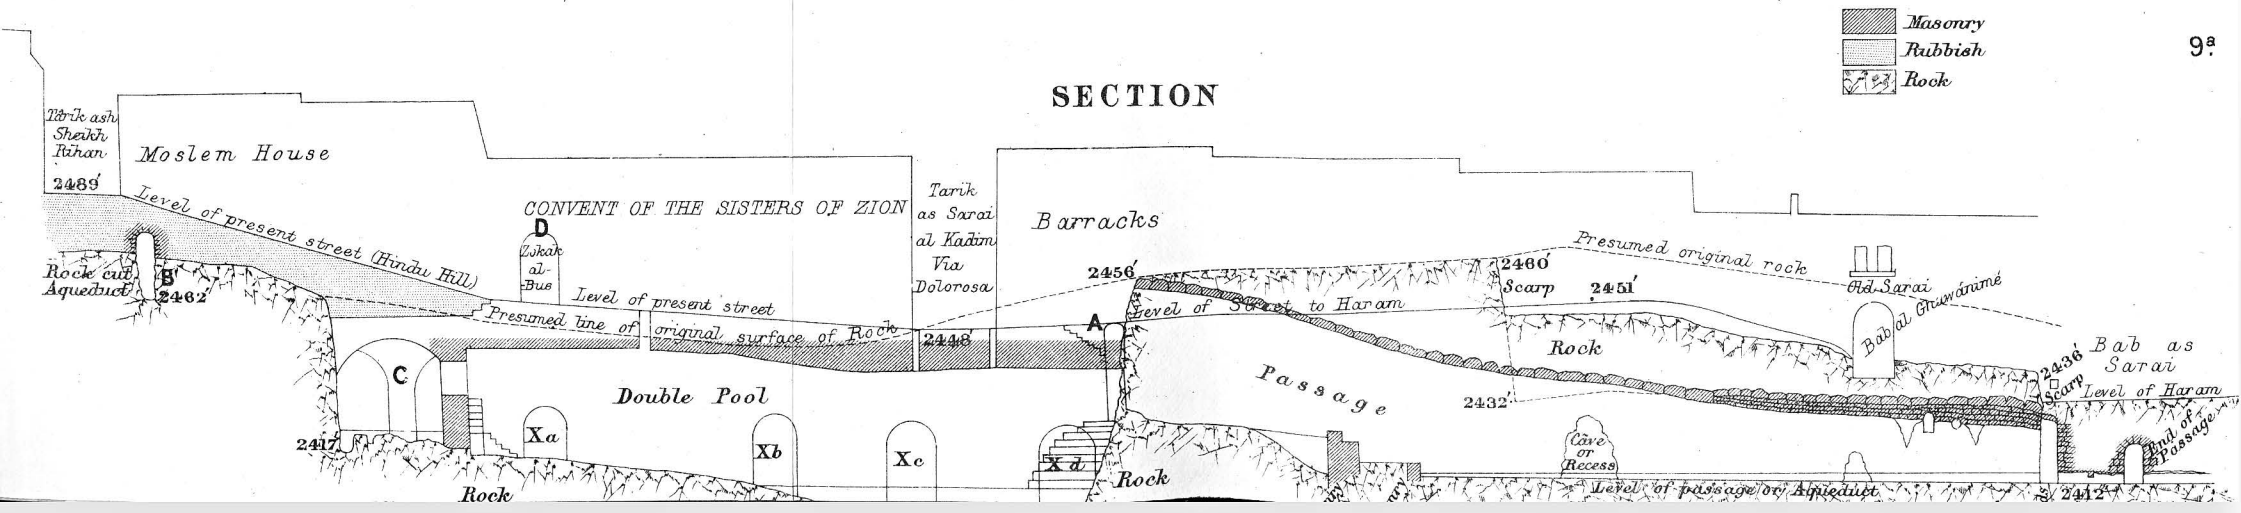 Masonry
Rubbish
Rock
9ª.
SECTION
Târik ash
Sheikh
Rihan
2489'
Moslem House
Level of present street (Hindu Hill)
Rock cut
Aqueduct
B
2462'
CONVENT OF THE SISTERS OF ZION
D
Zukak
al-
Bus
Level of present street
Presumed line of original surface of Rock
Tarik
as Sarai
al Kadim
Via
Dolorosa
2448'
Barracks
2456'
A
Level of Street to Haram
2460'
Scarp
2451'
Presumed original rock
Old Sarai
Bab al Ghuwânimé
Rock
Passage
2432'
C
2417'
Double Pool
Xa
Xb
Xc
Xd
Rock
Rock
Cave
or
Recess
Level of passage or Aqueduct
2436'
Scarp
Bab as
Sarai
Level of Haram
End of
Passage
2412'